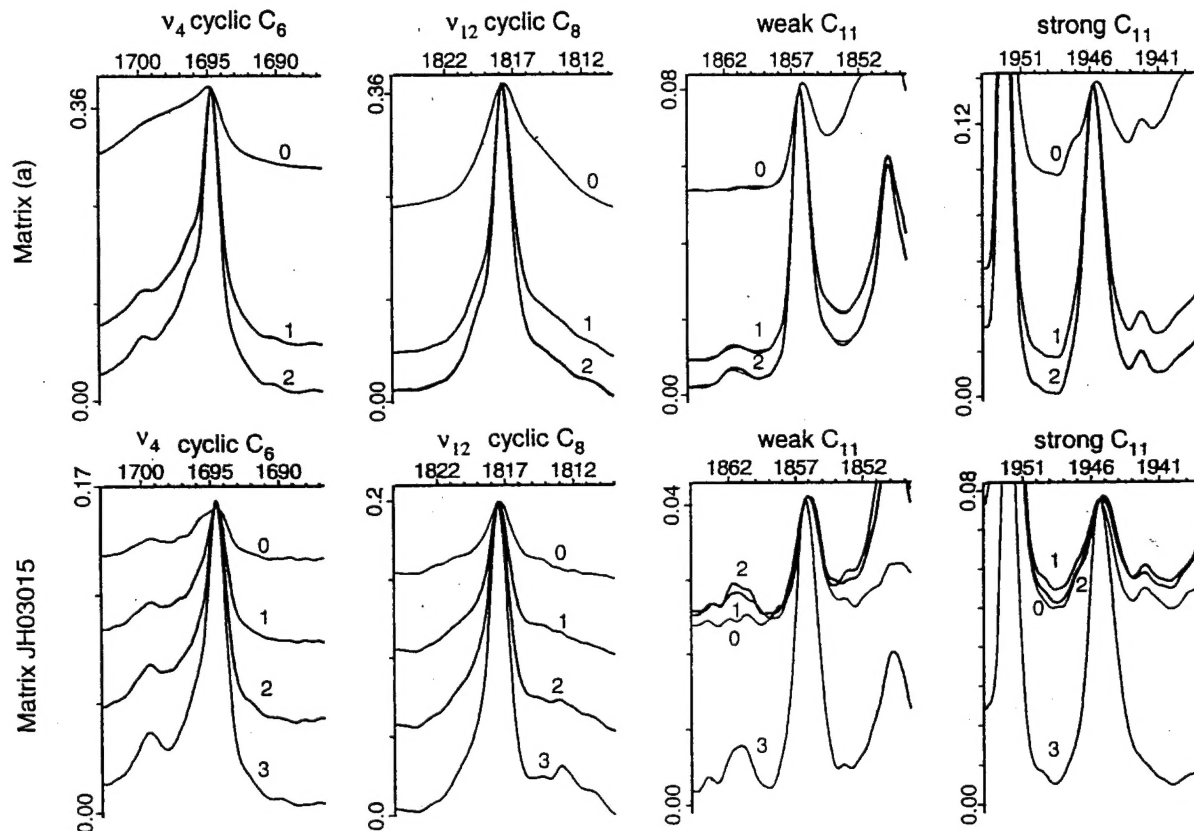 ν4 cyclic C6
1700 1695 1690
0.36
0.00
0
1
2
ν12 cyclic C8
1822 1817 1812
0.36
0.00
0
1
2
weak C11
1862 1857 1852
0.08
0.00
0
1
2
strong C11
1951 1946 1941
0.12
0.00
0
1
2
Matrix (a)
ν4 cyclic C6
1700 1695 1690
0.17
0.00
0
1
2
3
ν12 cyclic C8
1822 1817 1812
0.2
0.0
0
1
2
3
weak C11
1862 1857 1852
0.04
0.00
2
1
0
3
strong C11
1951 1946 1941
0.08
0.00
1
2
0
3
Matrix JH03015